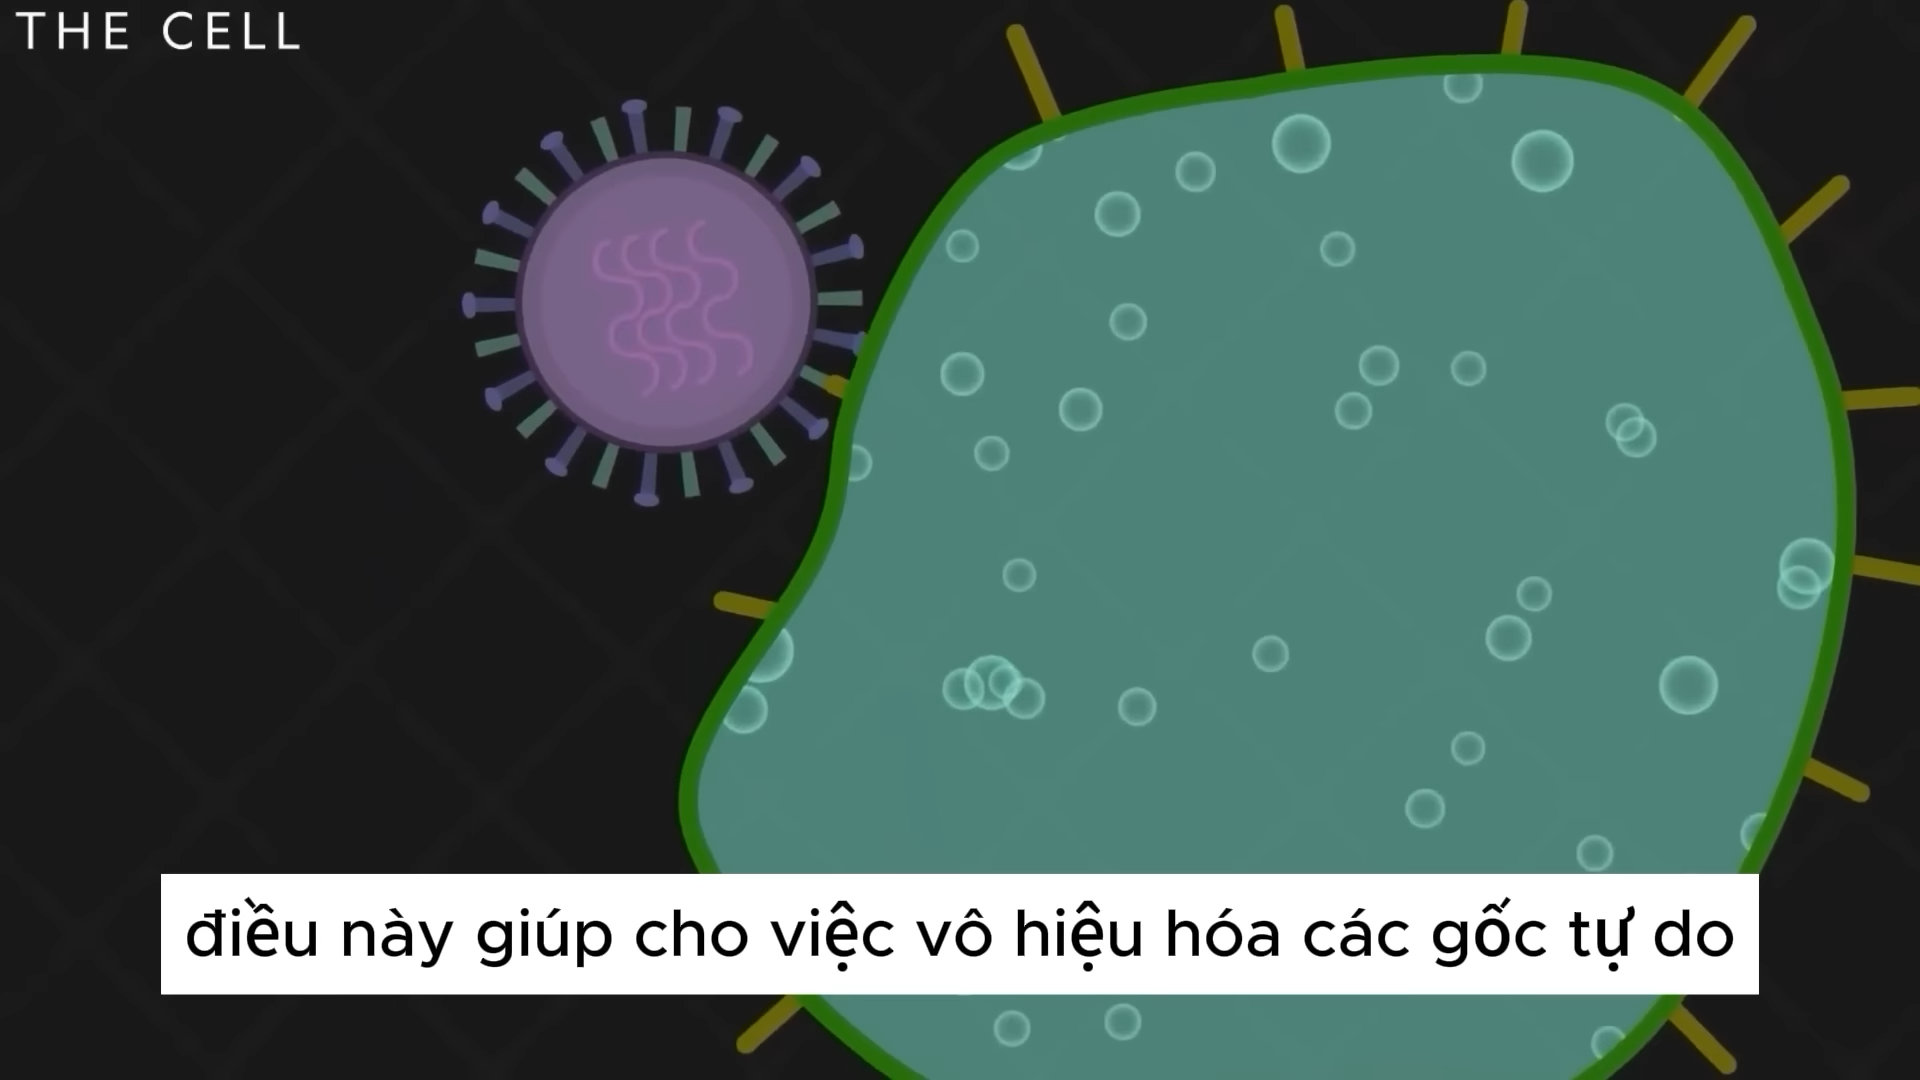 THE CELL
điều này giúp cho việc vô hiệu hóa các gốc tự do